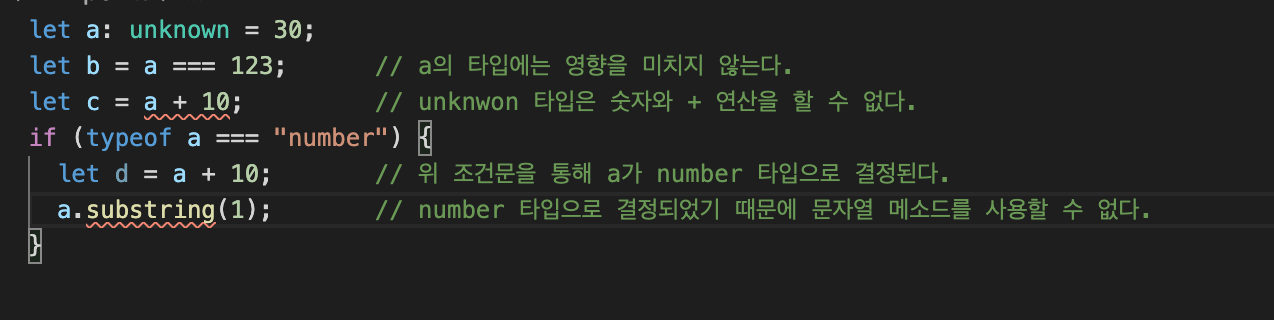 let a: unknown = 30;
let b = a === 123;      // a의 타입에는 영향을 미치지 않는다.
let c = a + 10;         // unknwon 타입은 숫자와 + 연산을 할 수 없다.
if (typeof a === "number") {
  let d = a + 10;       // 위 조건문을 통해 a가 number 타입으로 결정된다.
  a.substring(1);       // number 타입으로 결정되었기 때문에 문자열 메소드를 사용할 수 없다.
}